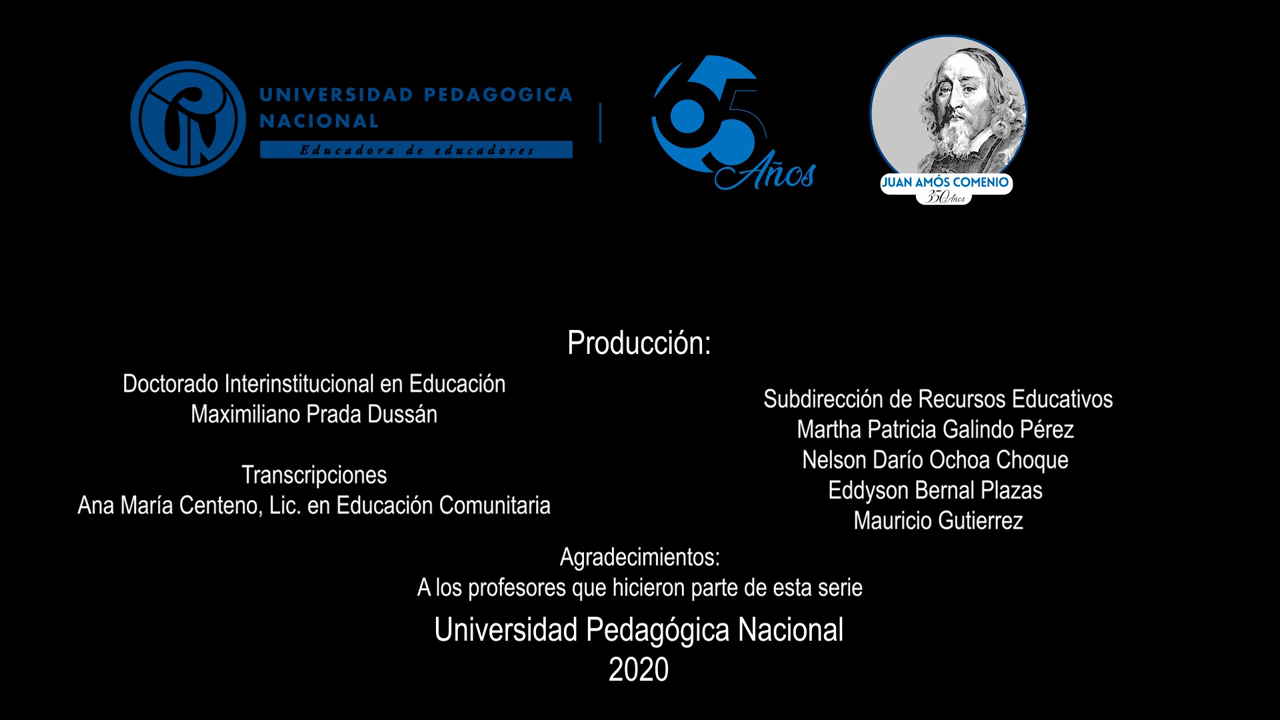 UNIVERSIDAD PEDAGOGICA
NACIONAL
Educadora de educadores
65
Años
JUAN AMÓS COMENIO
350 Años
Producción:
Doctorado Interinstitucional en Educación
Maximiliano Prada Dussán
Transcripciones
Ana María Centeno, Lic. en Educación Comunitaria
Subdirección de Recursos Educativos
Martha Patricia Galindo Pérez
Nelson Darío Ochoa Choque
Eddyson Bernal Plazas
Mauricio Gutierrez
Agradecimientos:
A los profesores que hicieron parte de esta serie
Universidad Pedagógica Nacional
2020